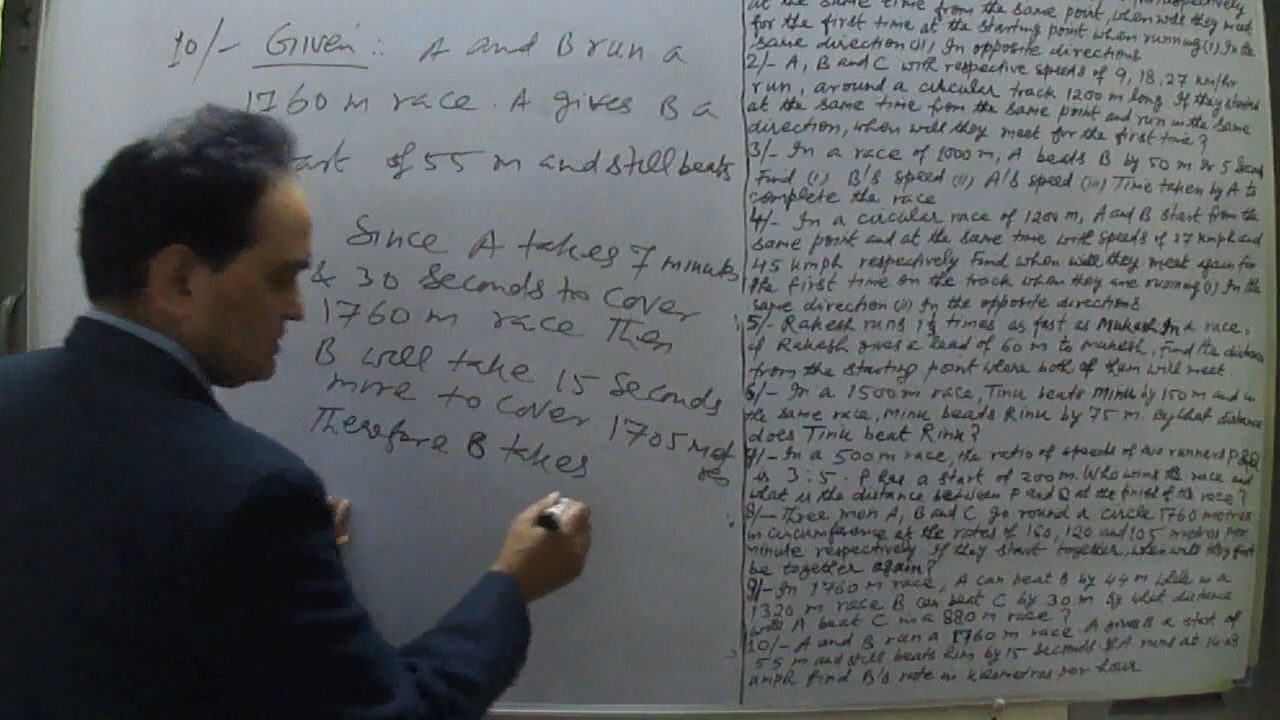 10/- Given: A and B run a
1760 m race. A gives B a
art of 55 m and still beats
Since A takes 7 minutes
& 30 seconds to cover
1760 m race Then
B will take 15 seconds
more to cover 1705 met
res
Therefore B takes
at the same time from the same point, when will they meet
for the first time at the starting point when running (i) In the
same direction (ii) In opposite directions
2/- A, B and C with respective speeds of 9, 18, 27 km/hr
run, around a circular track 1200 m long. If they started
at the same time from the same point and run in the same
direction, when will they meet for the first time?
3/- In a race of 1000 m, A beats B by 50 m or 5 seconds
Find (i) B's speed (ii) A's speed (iii) Time taken by A to
complete the race
4/- In a circular race of 1200 m, A and B start from the
same point and at the same time with speeds of 27 kmph and
45 kmph respectively Find when will they meet again for
the first time on the track when they are running (i) In the
same direction (ii) In the opposite directions
5/- Rakesh runs times as fast as Mukesh In a race,
if Rakesh gives a lead of 60 m to Mukesh, Find the distance
from the starting point where both of them will meet
6/- In a 1500 m race, Tinu beats Minu by 150 m and in
the same race, Minu beats Rinu by 75 m. By what distance
does Tinu beat Rinu?
7/- In a 500 m race, the ratio of speeds of two runners P & Q
is 3:5. P has a start of 200 m. Who wins the race and
what is the distance between P and Q at the finish of the race?
8/- Three men A, B and C go round a circle 1760 metres
in circumference at the rates of 160, 120 and 105 metres per
minute respectively If they start together, when will they first
be together again?
9/- In 1760 m race, A can beat B by 44 m while in a
1320 m race B can beat C by 30 m By what distance
will A beat C in a 880 m race?
10/- A and B run a 1760 m race. A gives B a start of
55 m and still beats him by 15 seconds If A runs at 14.08
kmph find B's rate in kilometres per hour